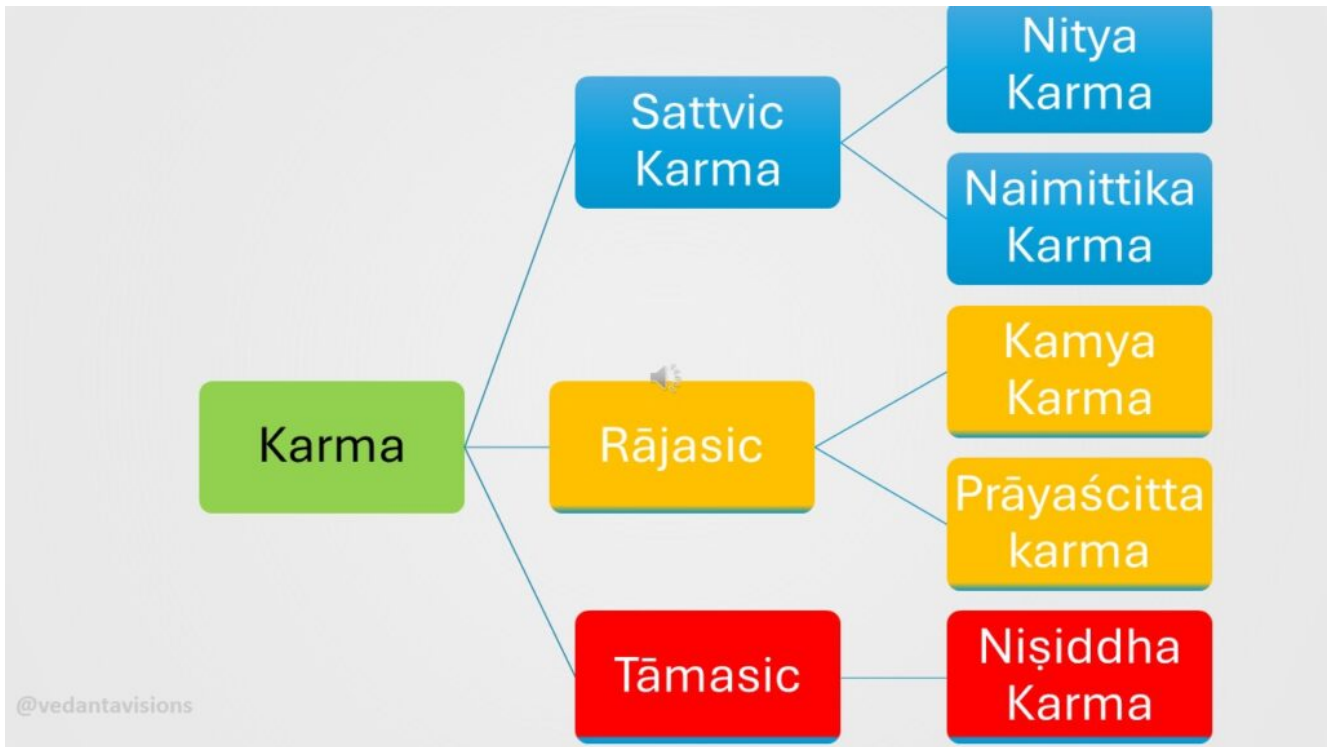 Nitya
Karma
Sattvic
Karma
Naimittika
Karma
Kamya
Karma
Karma
Rājasic
Prāyaścitta
karma
Tāmasic
Niṣiddha
Karma
@vedantavisions